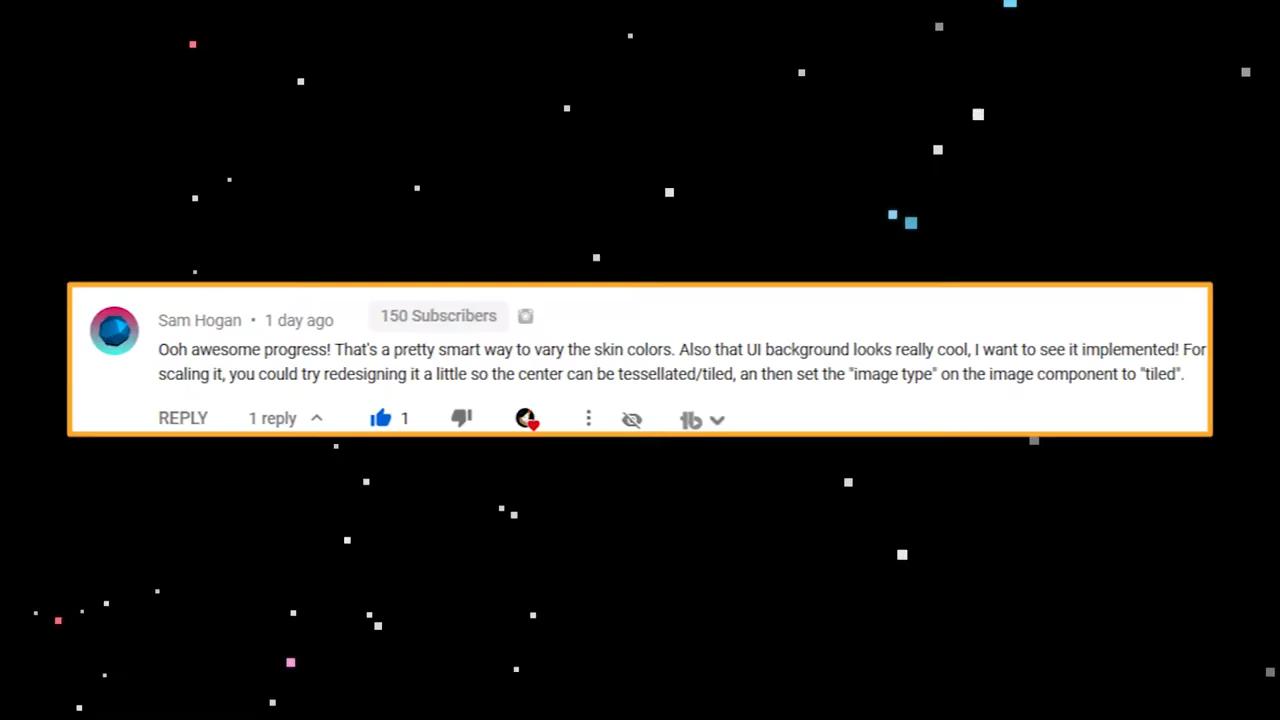 Sam Hogan • 1 day ago 150 Subscribers
Ooh awesome progress! That's a pretty smart way to vary the skin colors. Also that UI background looks really cool, I want to see it implemented! For
scaling it, you could try redesigning it a little so the center can be tessellated/tiled, an then set the "image type" on the image component to "tiled".
REPLY 1 reply 1